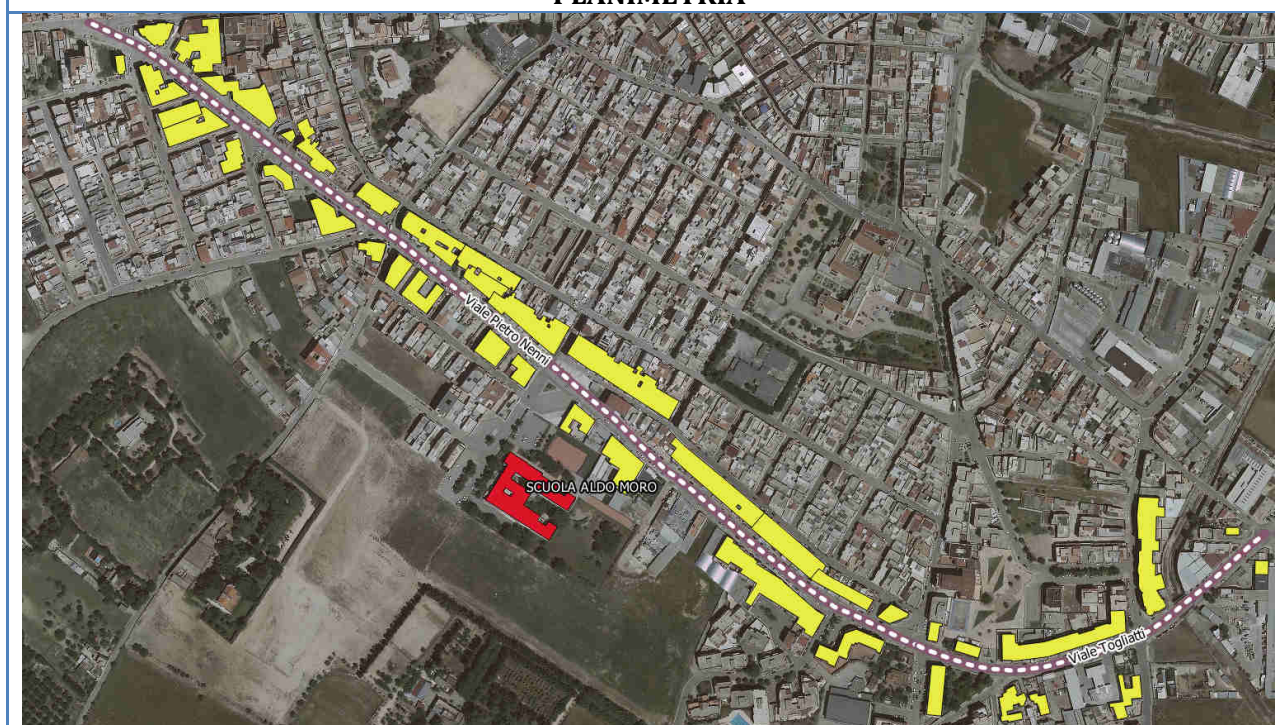 PLANIMETRIA
Viale Pietro Nenni
SCUOLA ALDO MORO
Viale Togliatti